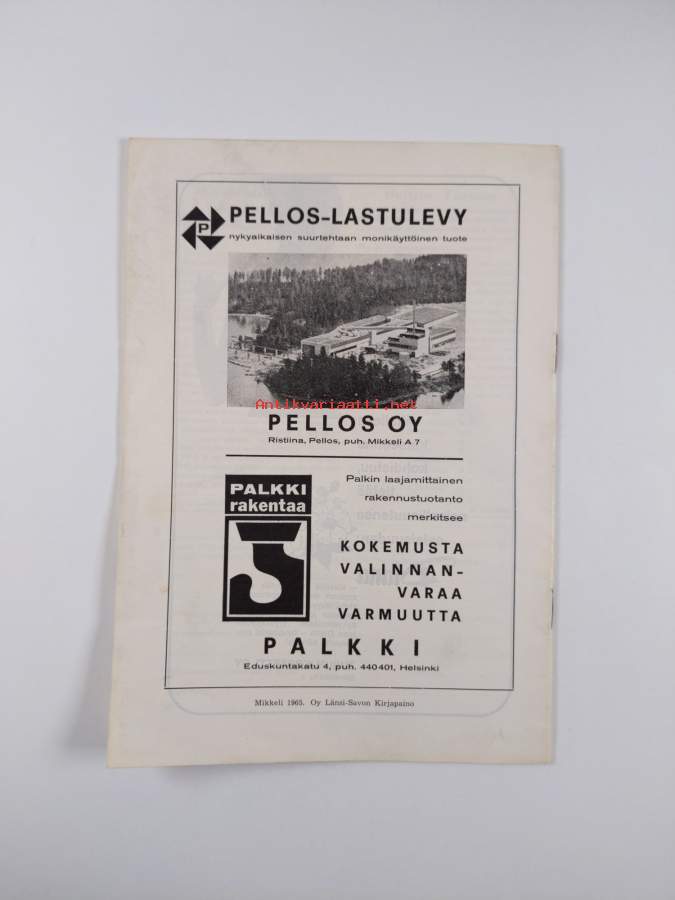 P
PELLOS-LASTULEVY
nykyaikaisen suurtehtaan monikäyttöinen tuote
Antikvariaatti.net
PELLOS OY
Ristiina, Pellos, puh. Mikkeli A 7
PALKKI
rakentaa
Palkin laajamittainen
rakennustuotanto
merkitsee
KOKEMUSTA
VALINNAN-
VARAA
VARMUUTTA
PALKKI
Eduskuntakatu 4, puh. 440401, Helsinki
Mikkeli 1965. Oy Länsi-Savon Kirjapaino